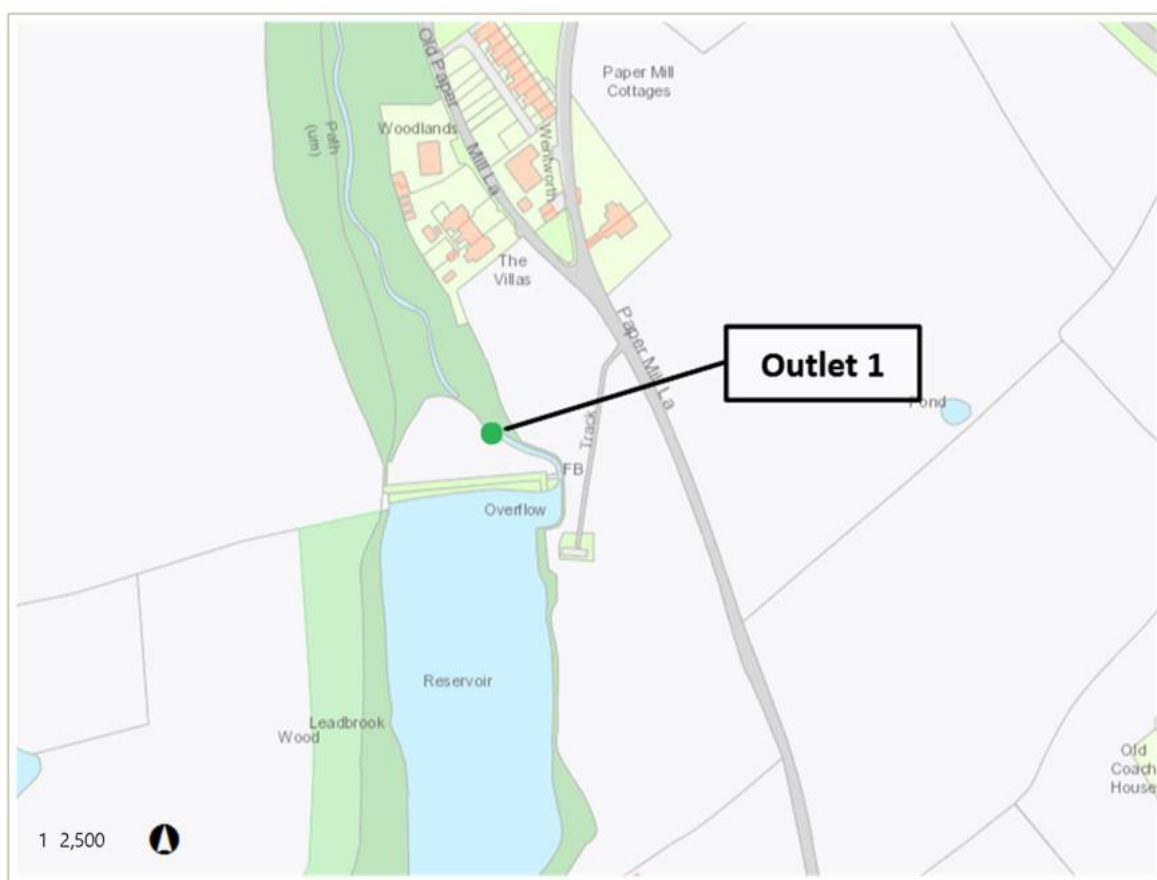 Old Paper
Mill La
Paper Mill
Cottages
Woodlands
Wentworth
Path
(um)
The
Villas
Paper Mill La
Outlet 1
Pond
Track
FB
Overflow
Reservoir
Leadbrook
Wood
Old
Coach
House
1 2,500